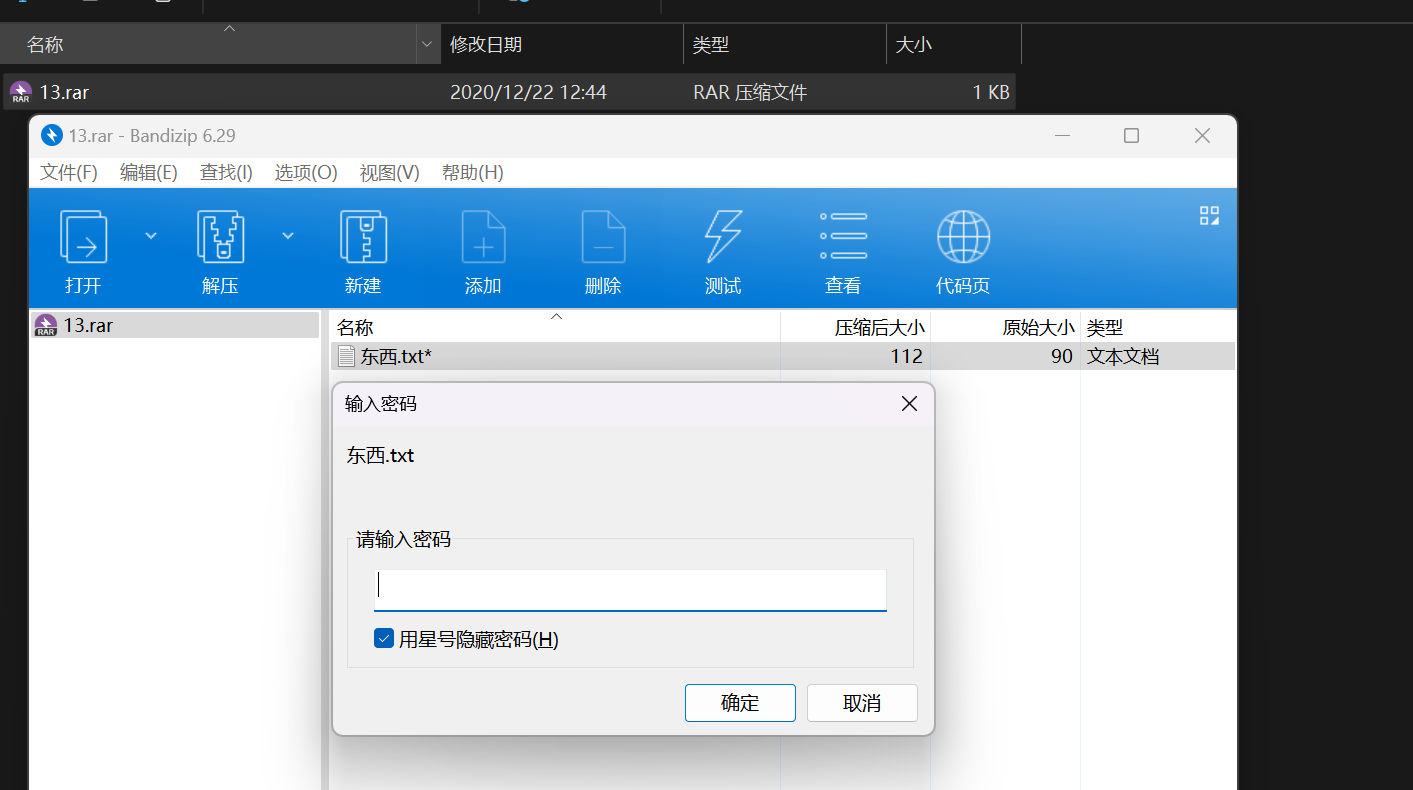 名称 修改日期 类型 大小
RAR 13.rar 2020/12/22 12:44 RAR 压缩文件 1 KB
13.rar - Bandizip 6.29
文件(F) 编辑(E) 查找(I) 选项(O) 视图(V) 帮助(H)
打开 解压 新建 添加 删除 测试 查看 代码页
RAR 13.rar
名称 压缩后大小 原始大小 类型
东西.txt* 112 90 文本文档
输入密码
东西.txt
请输入密码
用星号隐藏密码(H)
确定 取消